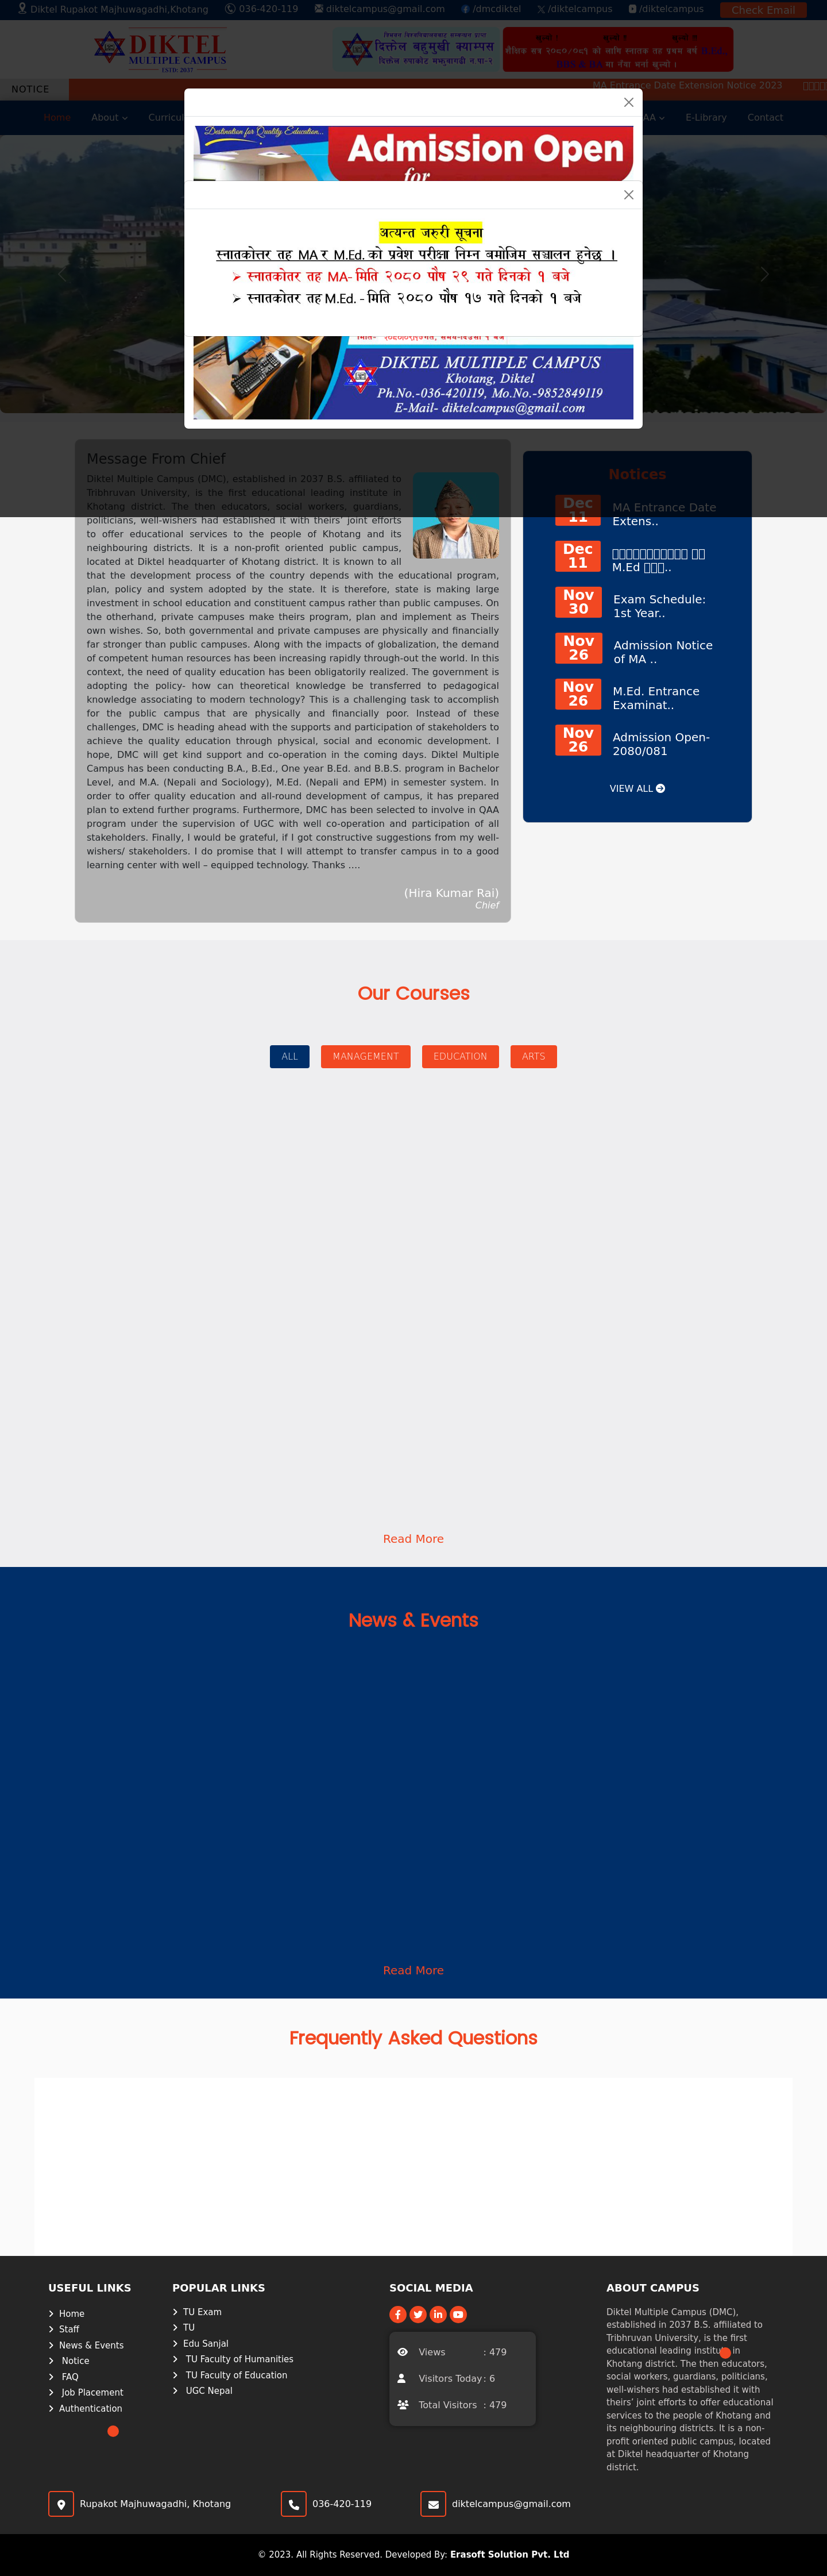 Diktel Rupakot Majhuwagadhi,Khotang 036-420-119 diktelcampus@gmail.com /dmcdiktel /diktelcampus /diktelcampus Check Email
DIKTEL
MULTIPLE CAMPUS
ESTD: 2037
दिक्तेल बहुमुखी क्याम्पस
दिक्तेल रुपाकोट मझुवागढी न.पा-२
शैक्षिक सत्र २०८०/०८१ को लागि स्नातक तह प्रथम वर्ष
मा नँया भर्ना खुल्यो ।
NOTICE
MA Entrance Date Extension Notice 2023
Home About E-Library Contact
Destination for Quality Education...
Admission Open
for
अत्यन्त जरुरी सूचना
स्नातकोत्तर तह MA र M.Ed. को प्रवेश परीक्षा निम्न बमोजिम सञ्चालन हुनेछ ।
➢ स्नातकोतर तह MA- मिति २०८० पौष २९ गते दिनको १ बजे
➢ स्नातकोतर तह M.Ed. - मिति २०८० पौष १७ गते दिनको १ बजे
DIKTEL MULTIPLE CAMPUS
Khotang, Diktel
Ph.No.-036-420119, Mo.No.-9852849119
E-Mail- diktelcampus@gmail.com
Message From Chief
Diktel Multiple Campus (DMC), established in 2037 B.S. affiliated to
Tribhruvan University, is the first educational leading institute in
Khotang district. The then educators, social workers, guardians,
politicians, well-wishers had established it with theirs’ joint efforts
to offer educational services to the people of Khotang and its
neighbouring districts. It is a non-profit oriented public campus,
located at Diktel headquarter of Khotang district. It is known to all
that the development process of the country depends with the educational program,
plan, policy and system adopted by the state. It is therefore, state is making large
investment in school education and constituent campus rather than public campuses. On
the otherhand, private campuses make theirs program, plan and implement as Theirs
own wishes. So, both governmental and private campuses are physically and financially
far stronger than public campuses. Along with the impacts of globalization, the demand
of competent human resources has been increasing rapidly through-out the world. In this
context, the need of quality education has been obligatorily realized. The government is
adopting the policy- how can theoretical knowledge be transferred to pedagogical
knowledge associating to modern technology? This is a challenging task to accomplish
for the public campus that are physically and financially poor. Instead of these
challenges, DMC is heading ahead with the supports and participation of stakeholders to
achieve the quality education through physical, social and economic development. I
hope, DMC will get kind support and co-operation in the coming days. Diktel Multiple
Campus has been conducting B.A., B.Ed., One year B.Ed. and B.B.S. program in Bachelor
Level, and M.A. (Nepali and Sociology), M.Ed. (Nepali and EPM) in semester system. In
order to offer quality education and all-round development of campus, it has prepared
plan to extend further programs. Furthermore, DMC has been selected to involve in QAA
program under the supervision of UGC with well co-operation and participation of all
stakeholders. Finally, I would be grateful, if I got constructive suggestions from my well-
wishers/ stakeholders. I do promise that I will attempt to transfer campus in to a good
learning center with well – equipped technology. Thanks ….
(Hira Kumar Rai)
Chief
Notices
Dec 11 MA Entrance Date
Extens..
Dec 11
M.Ed
Nov 30 Exam Schedule:
1st Year..
Nov 26 Admission Notice
of MA ..
Nov 26 M.Ed. Entrance
Examinat..
Nov 26 Admission Open-
2080/081
VIEW ALL
Our Courses
ALL MANAGEMENT EDUCATION ARTS
Read More
News & Events
Read More
Frequently Asked Questions
USEFUL LINKS
Home
Staff
News & Events
Notice
FAQ
Job Placement
Authentication
POPULAR LINKS
TU Exam
TU
Edu Sanjal
TU Faculty of Humanities
TU Faculty of Education
UGC Nepal
SOCIAL MEDIA
Views : 479
Visitors Today : 6
Total Visitors : 479
ABOUT CAMPUS
Diktel Multiple Campus (DMC),
established in 2037 B.S. affiliated to
Tribhruvan University, is the first
educational leading institute in
Khotang district. The then educators,
social workers, guardians, politicians,
well-wishers had established it with
theirs’ joint efforts to offer educational
services to the people of Khotang and
its neighbouring districts. It is a non-
profit oriented public campus, located
at Diktel headquarter of Khotang
district.
Rupakot Majhuwagadhi, Khotang 036-420-119 diktelcampus@gmail.com
© 2023. All Rights Reserved. Developed By: Erasoft Solution Pvt. Ltd